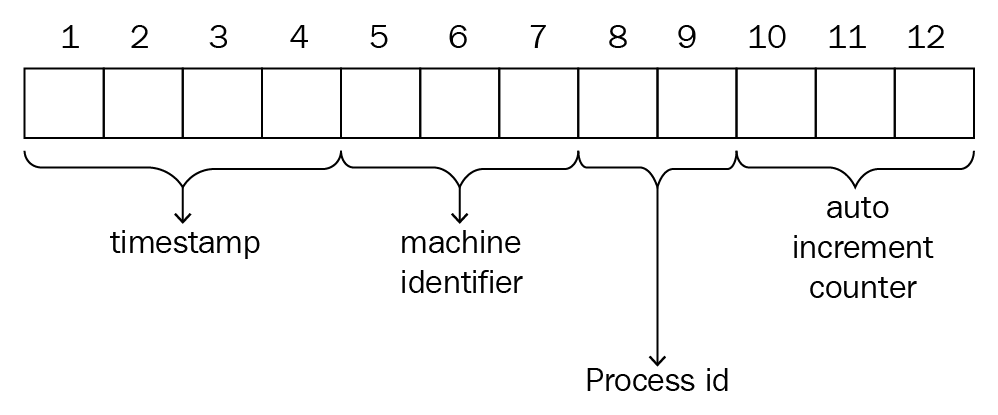 1 2 3 4 5 6 7 8 9 10 11 12
timestamp
machine
identifier
Process id
auto
increment
counter